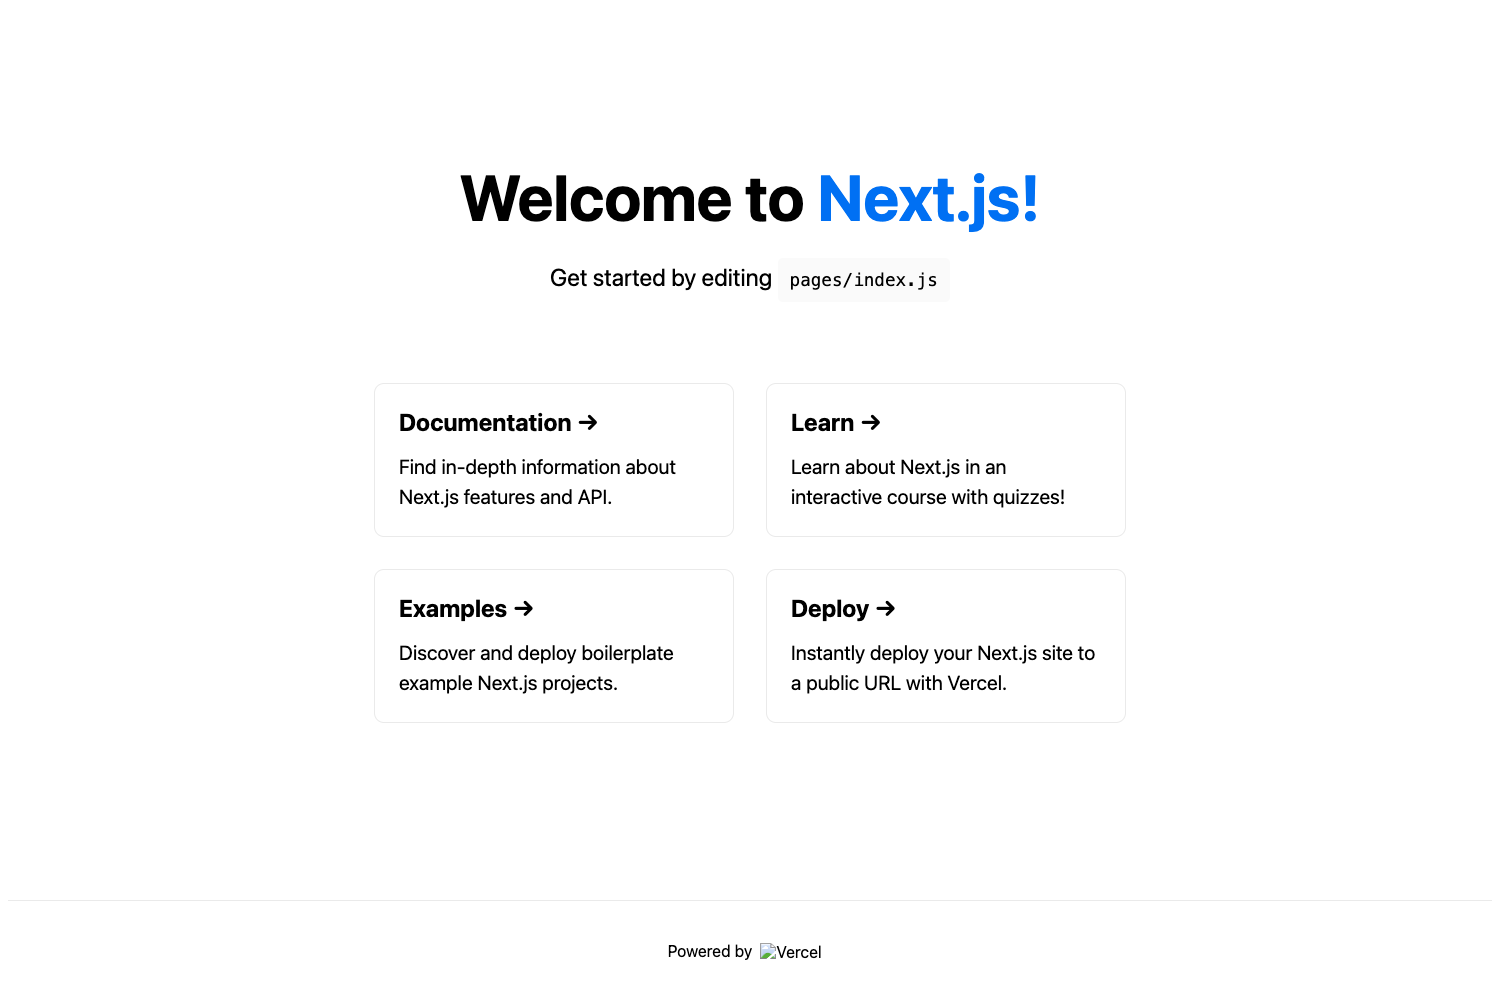 Welcome to Next.js!
Get started by editing pages/index.js
Documentation →
Find in-depth information about
Next.js features and API.
Learn →
Learn about Next.js in an
interactive course with quizzes!
Examples →
Discover and deploy boilerplate
example Next.js projects.
Deploy →
Instantly deploy your Next.js site to
a public URL with Vercel.
Powered by Vercel